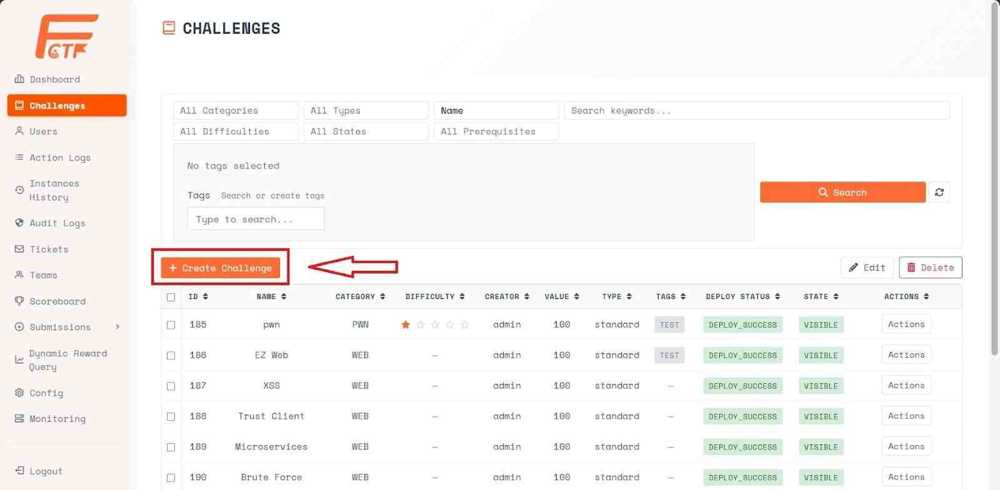 CTF
CHALLENGES
Dashboard
Challenges
Users
Action Logs
Instances
History
Audit Logs
Tickets
Teams
Scoreboard
Submissions
Dynamic Reward
Query
Config
Monitoring
Logout
All Categories All Types Name Search keywords...
All Difficulties All States All Prerequisites
No tags selected
Tags Search or create tags
Type to search...
Search
+ Create Challenge Edit Delete
ID NAME CATEGORY DIFFICULTY CREATOR VALUE TYPE TAGS DEPLOY STATUS STATE ACTIONS
185 pwn PWN admin 100 standard TEST DEPLOY_SUCCESS VISIBLE Actions
186 EZ Web WEB – admin 100 standard TEST DEPLOY_SUCCESS VISIBLE Actions
187 XSS WEB – admin 100 standard – DEPLOY_SUCCESS VISIBLE Actions
188 Trust Client WEB – admin 100 standard – DEPLOY_SUCCESS VISIBLE Actions
189 Microservices WEB – admin 100 standard – DEPLOY_SUCCESS VISIBLE Actions
190 Brute Force WEB – admin 100 standard – DEPLOY_SUCCESS VISIBLE Actions